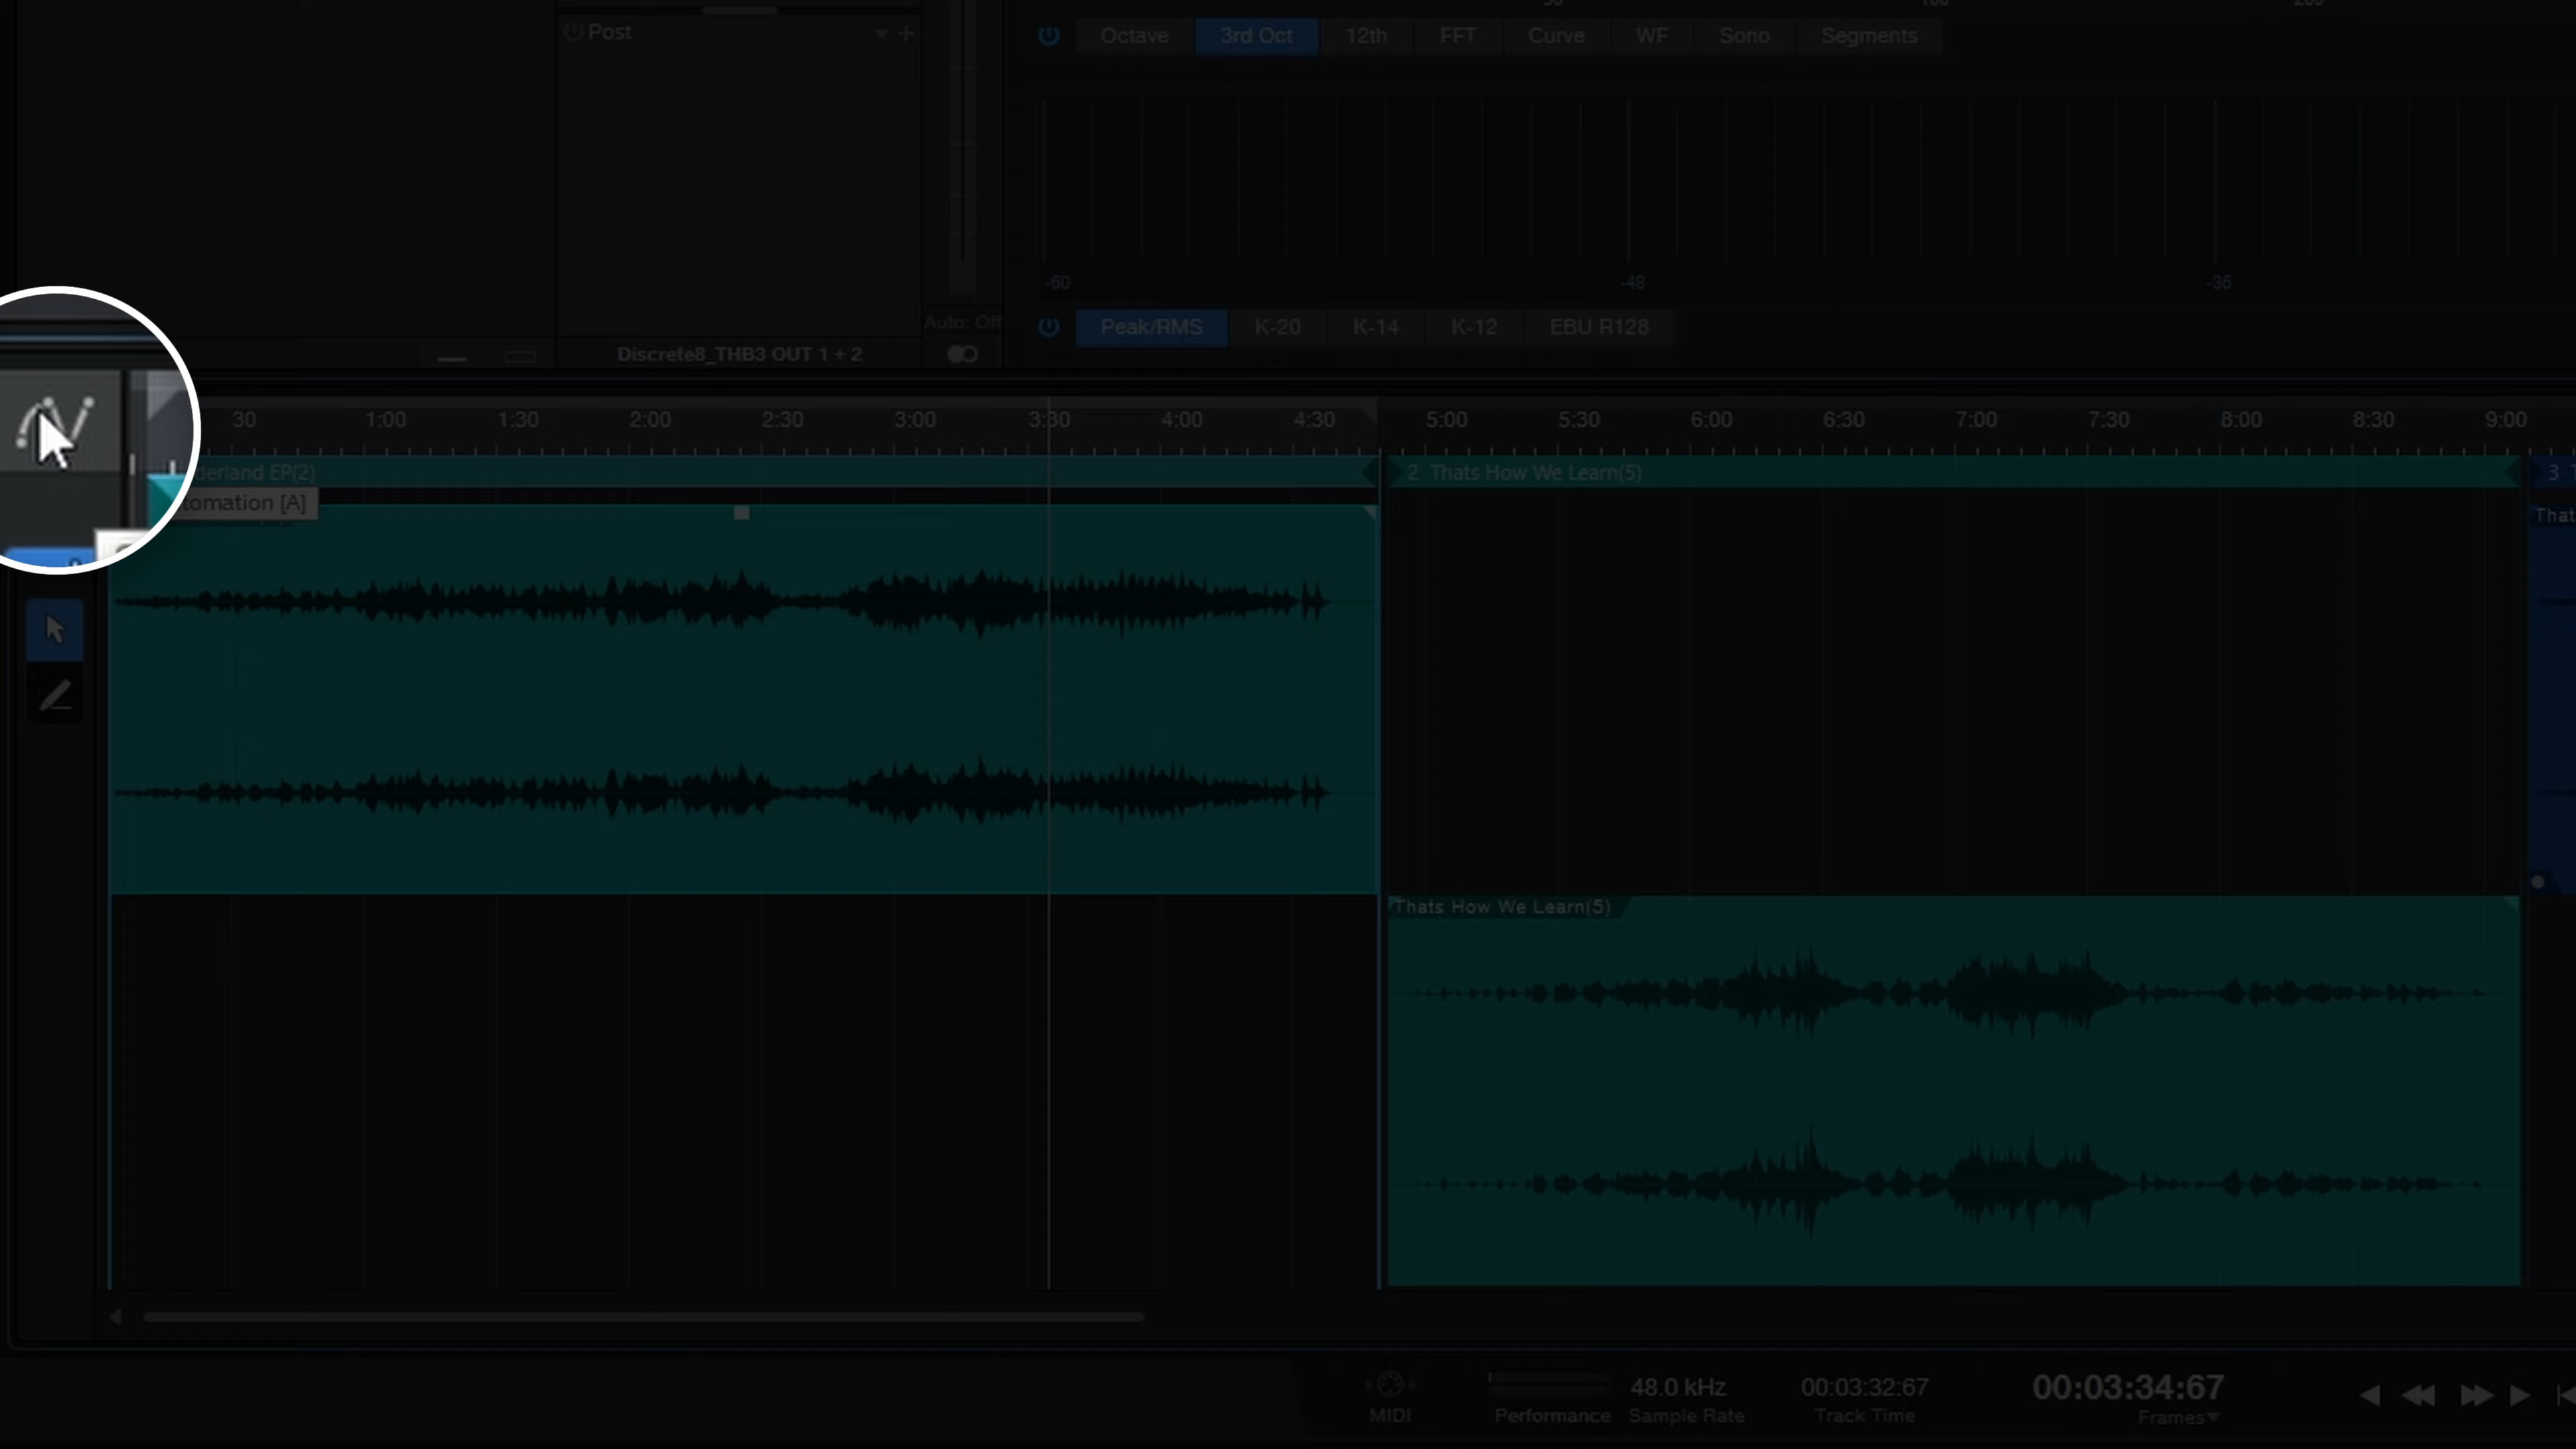 Post
Octave 3rd Oct 12th FFT Curve WF Sono Segments
-60 -48 -36
Auto: Off
Peak/RMS K-20 K-14 K-12 EBU R128
Discrete8_THB3 OUT 1 + 2
30 1:00 1:30 2:00 2:30 3:00 3:30 4:00 4:30 5:00 5:30 6:00 6:30 7:00 7:30 8:00 8:30 9:00
derland EP(2)
2 Thats How We Learn(5)
3
tomation [A]
That
Thats How We Learn(5)
48.0 kHz 00:03:32:67 00:03:34:67
MIDI Performance Sample Rate Track Time Frames